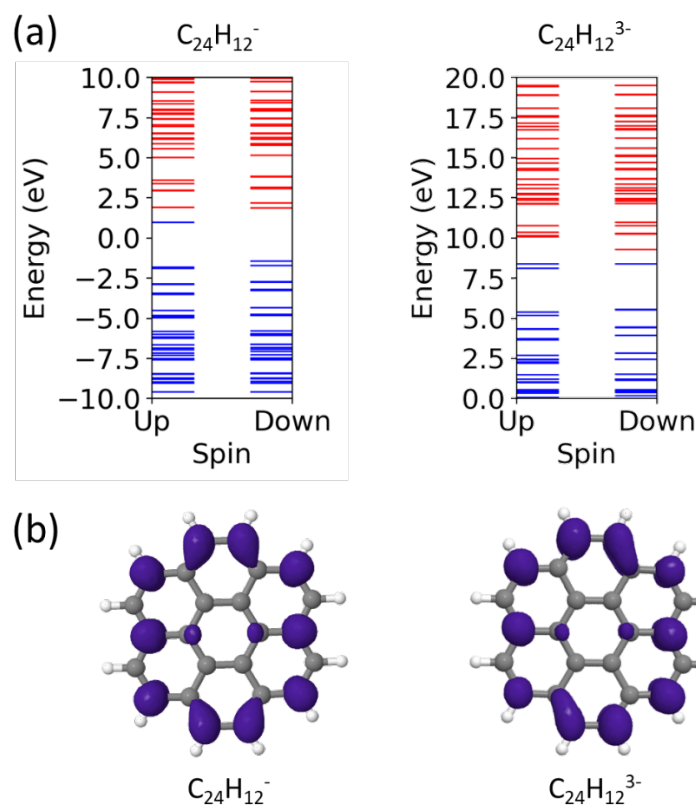 (a)
C₂₄H₁₂⁻
C₂₄H₁₂³⁻
Energy (eV)
10.0
7.5
5.0
2.5
0.0
−2.5
−5.0
−7.5
−10.0
Up
Down
Spin
Energy (eV)
20.0
17.5
15.0
12.5
10.0
7.5
5.0
2.5
0.0
Up
Down
Spin
(b)
C₂₄H₁₂⁻
C₂₄H₁₂³⁻